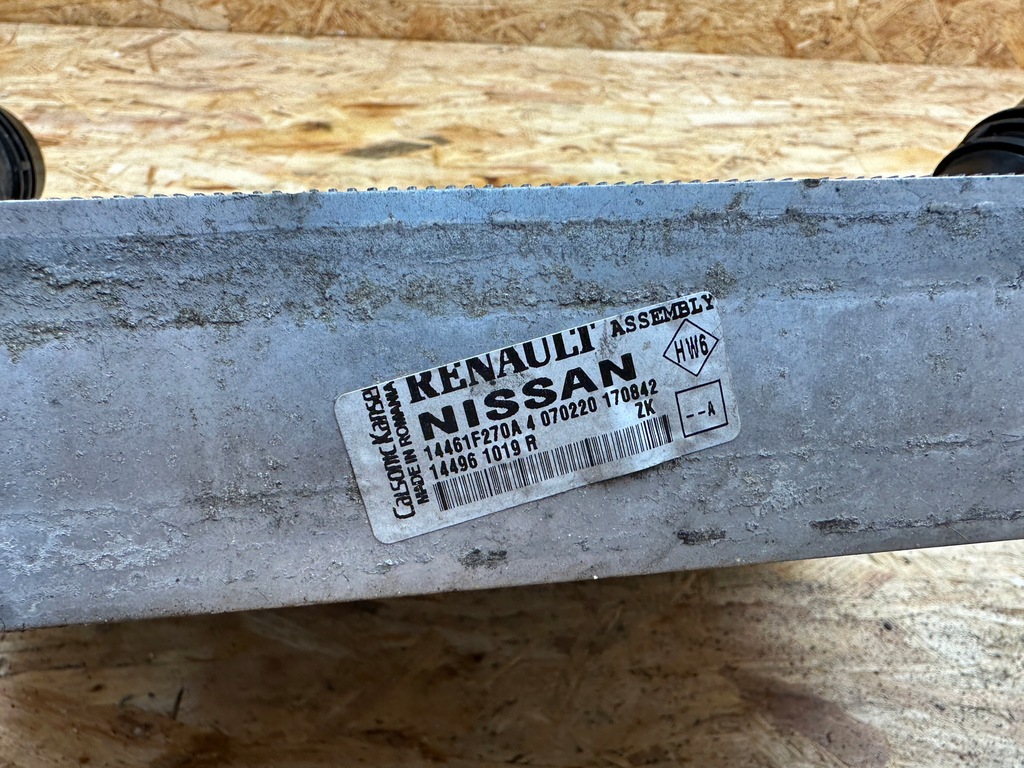 RENAULT ASSEMBLY
NISSAN
14461F270A 4 070220 170842
14496 1019 R
ZK
HW6
--A
MADE IN ROMANIA
Calsonic Kansei